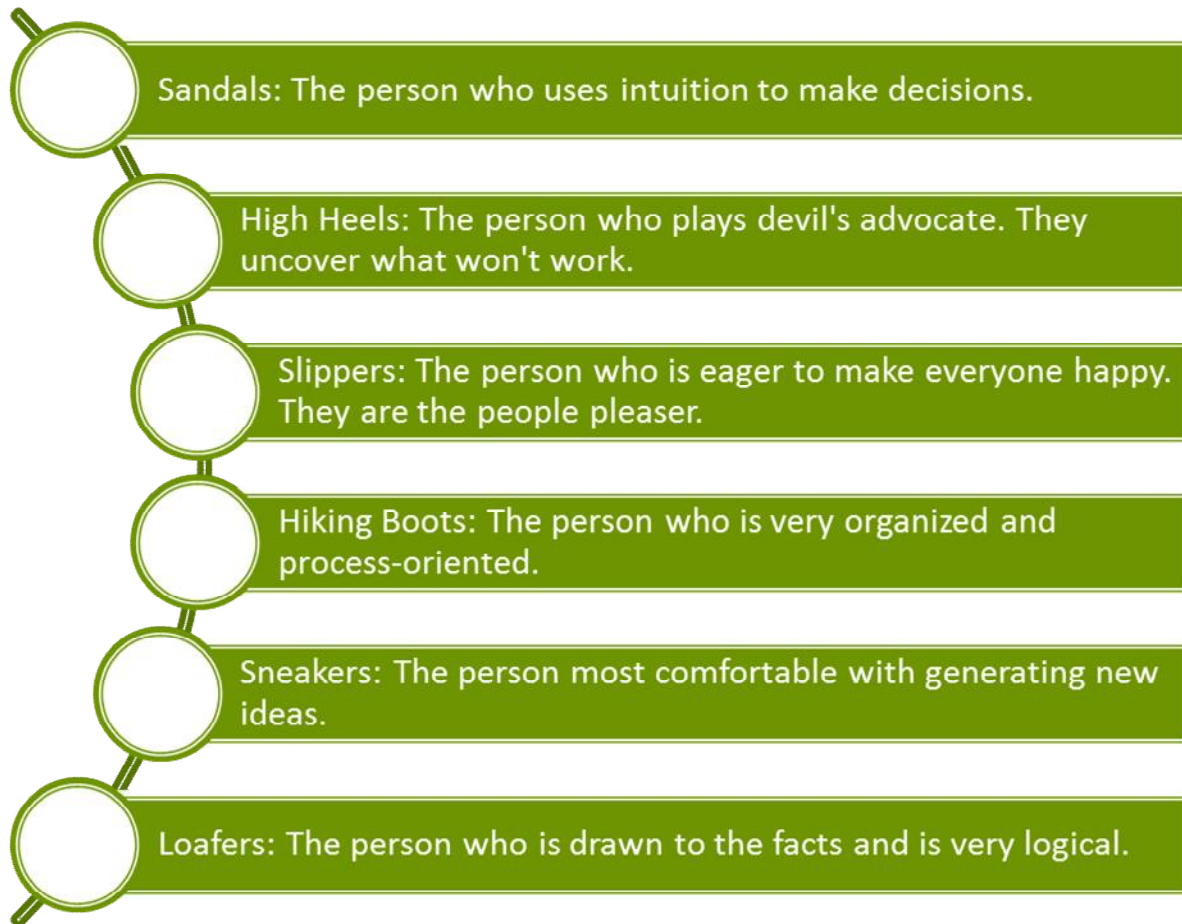 Sandals: The person who uses intuition to make decisions.
High Heels: The person who plays devil's advocate. They
uncover what won't work.
Slippers: The person who is eager to make everyone happy.
They are the people pleaser.
Hiking Boots: The person who is very organized and
process-oriented.
Sneakers: The person most comfortable with generating new
ideas.
Loafers: The person who is drawn to the facts and is very logical.